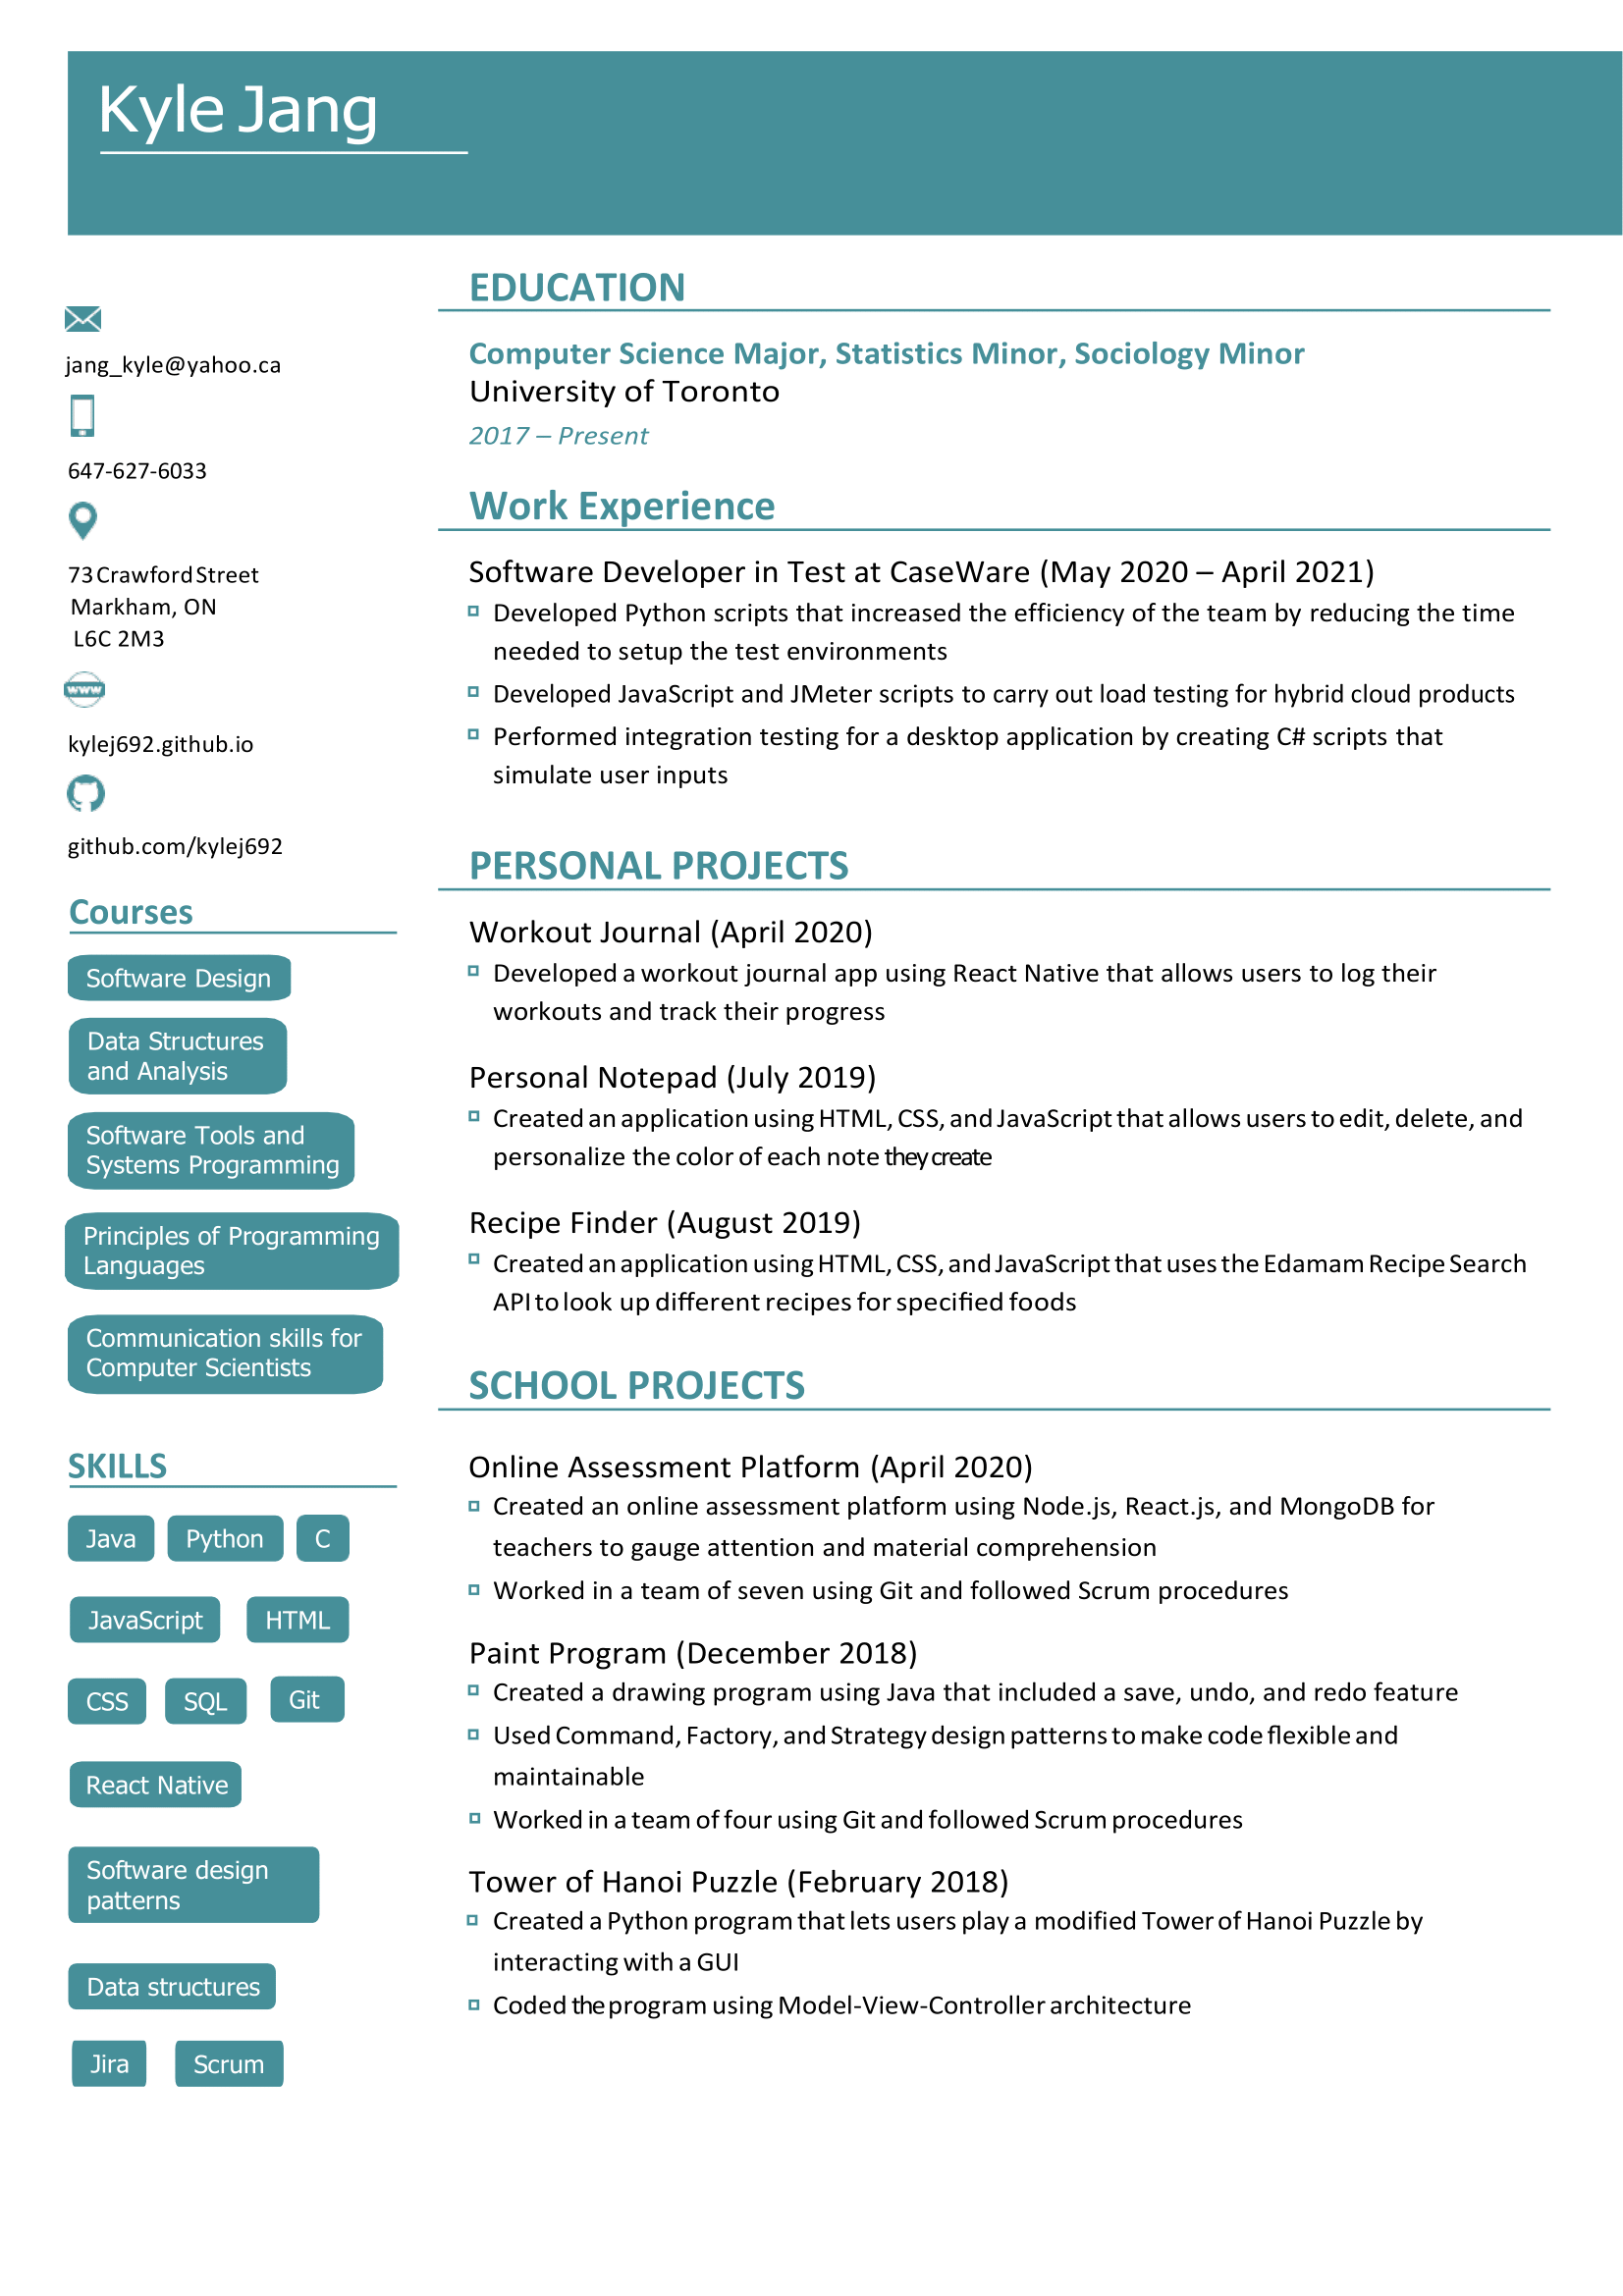 Kyle Jang
jang_kyle@yahoo.ca
647-627-6033
73 Crawford Street
Markham, ON
L6C 2M3
www
kylej692.github.io
github.com/kylej692
Courses
Software Design
Data Structures
and Analysis
Software Tools and
Systems Programming
Principles of Programming
Languages
Communication skills for
Computer Scientists
SKILLS
Java Python C
JavaScript HTML
CSS SQL Git
React Native
Software design
patterns
Data structures
Jira Scrum
EDUCATION
Computer Science Major, Statistics Minor, Sociology Minor
University of Toronto
2017 – Present
Work Experience
Software Developer in Test at CaseWare (May 2020 – April 2021)
Developed Python scripts that increased the efficiency of the team by reducing the time
needed to setup the test environments
Developed JavaScript and JMeter scripts to carry out load testing for hybrid cloud products
Performed integration testing for a desktop application by creating C# scripts that
simulate user inputs
PERSONAL PROJECTS
Workout Journal (April 2020)
Developed a workout journal app using React Native that allows users to log their
workouts and track their progress
Personal Notepad (July 2019)
Created an application using HTML, CSS, and JavaScript that allows users to edit, delete, and
personalize the color of each note they create
Recipe Finder (August 2019)
Created an application using HTML, CSS, and JavaScript that uses the Edamam Recipe Search
API to look up different recipes for specified foods
SCHOOL PROJECTS
Online Assessment Platform (April 2020)
Created an online assessment platform using Node.js, React.js, and MongoDB for
teachers to gauge attention and material comprehension
Worked in a team of seven using Git and followed Scrum procedures
Paint Program (December 2018)
Created a drawing program using Java that included a save, undo, and redo feature
Used Command, Factory, and Strategy design patterns to make code flexible and
maintainable
Worked in a team of four using Git and followed Scrum procedures
Tower of Hanoi Puzzle (February 2018)
Created a Python program that lets users play a modified Tower of Hanoi Puzzle by
interacting with a GUI
Coded the program using Model-View-Controller architecture